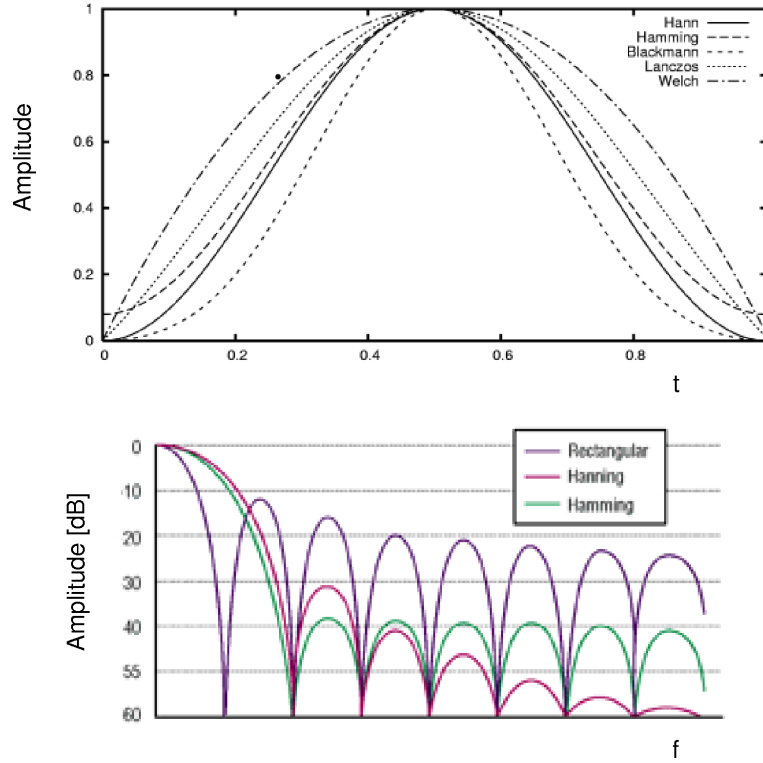 Amplitude
1
0.8
0.6
0.4
0.2
0
0 0.2 0.4 0.6 0.8
t
Hann
Hamming
Blackmann
Lanczos
Welch
Amplitude [dB]
0
-10
20
30
40
55
60
Rectangular
Hanning
Hamming
f